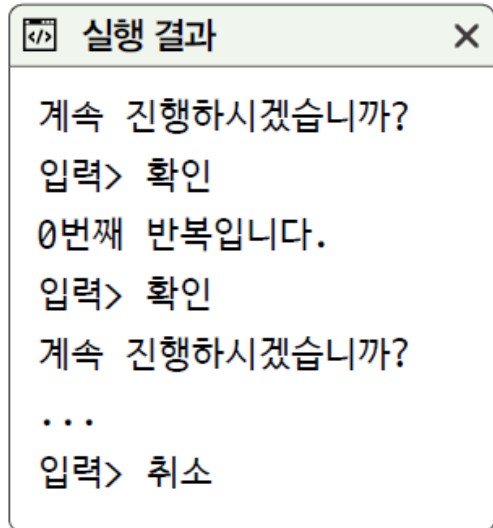 실행 결과
계속 진행하시겠습니까?
입력> 확인
0번째 반복입니다.
입력> 확인
계속 진행하시겠습니까?
...
입력> 취소